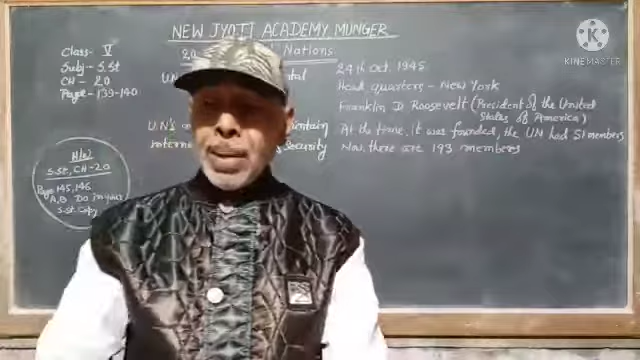 NEW JYOTI ACADEMY MUNGER
Class- V
Subj- S.St
CH - 20
Page- 139-140
20 Nations
UN
24th Oct. 1945.
Head quarters - New York
Franklin D Roosevelt (President of the United States of America)
U.N's maintain
Security
At the time, it was founded, the UN had 51 members
Now, there are 193 members
H/W
S.St, CH-20
Page 145, 146
A, B Do in your
S.St. Copy
KINEMASTER